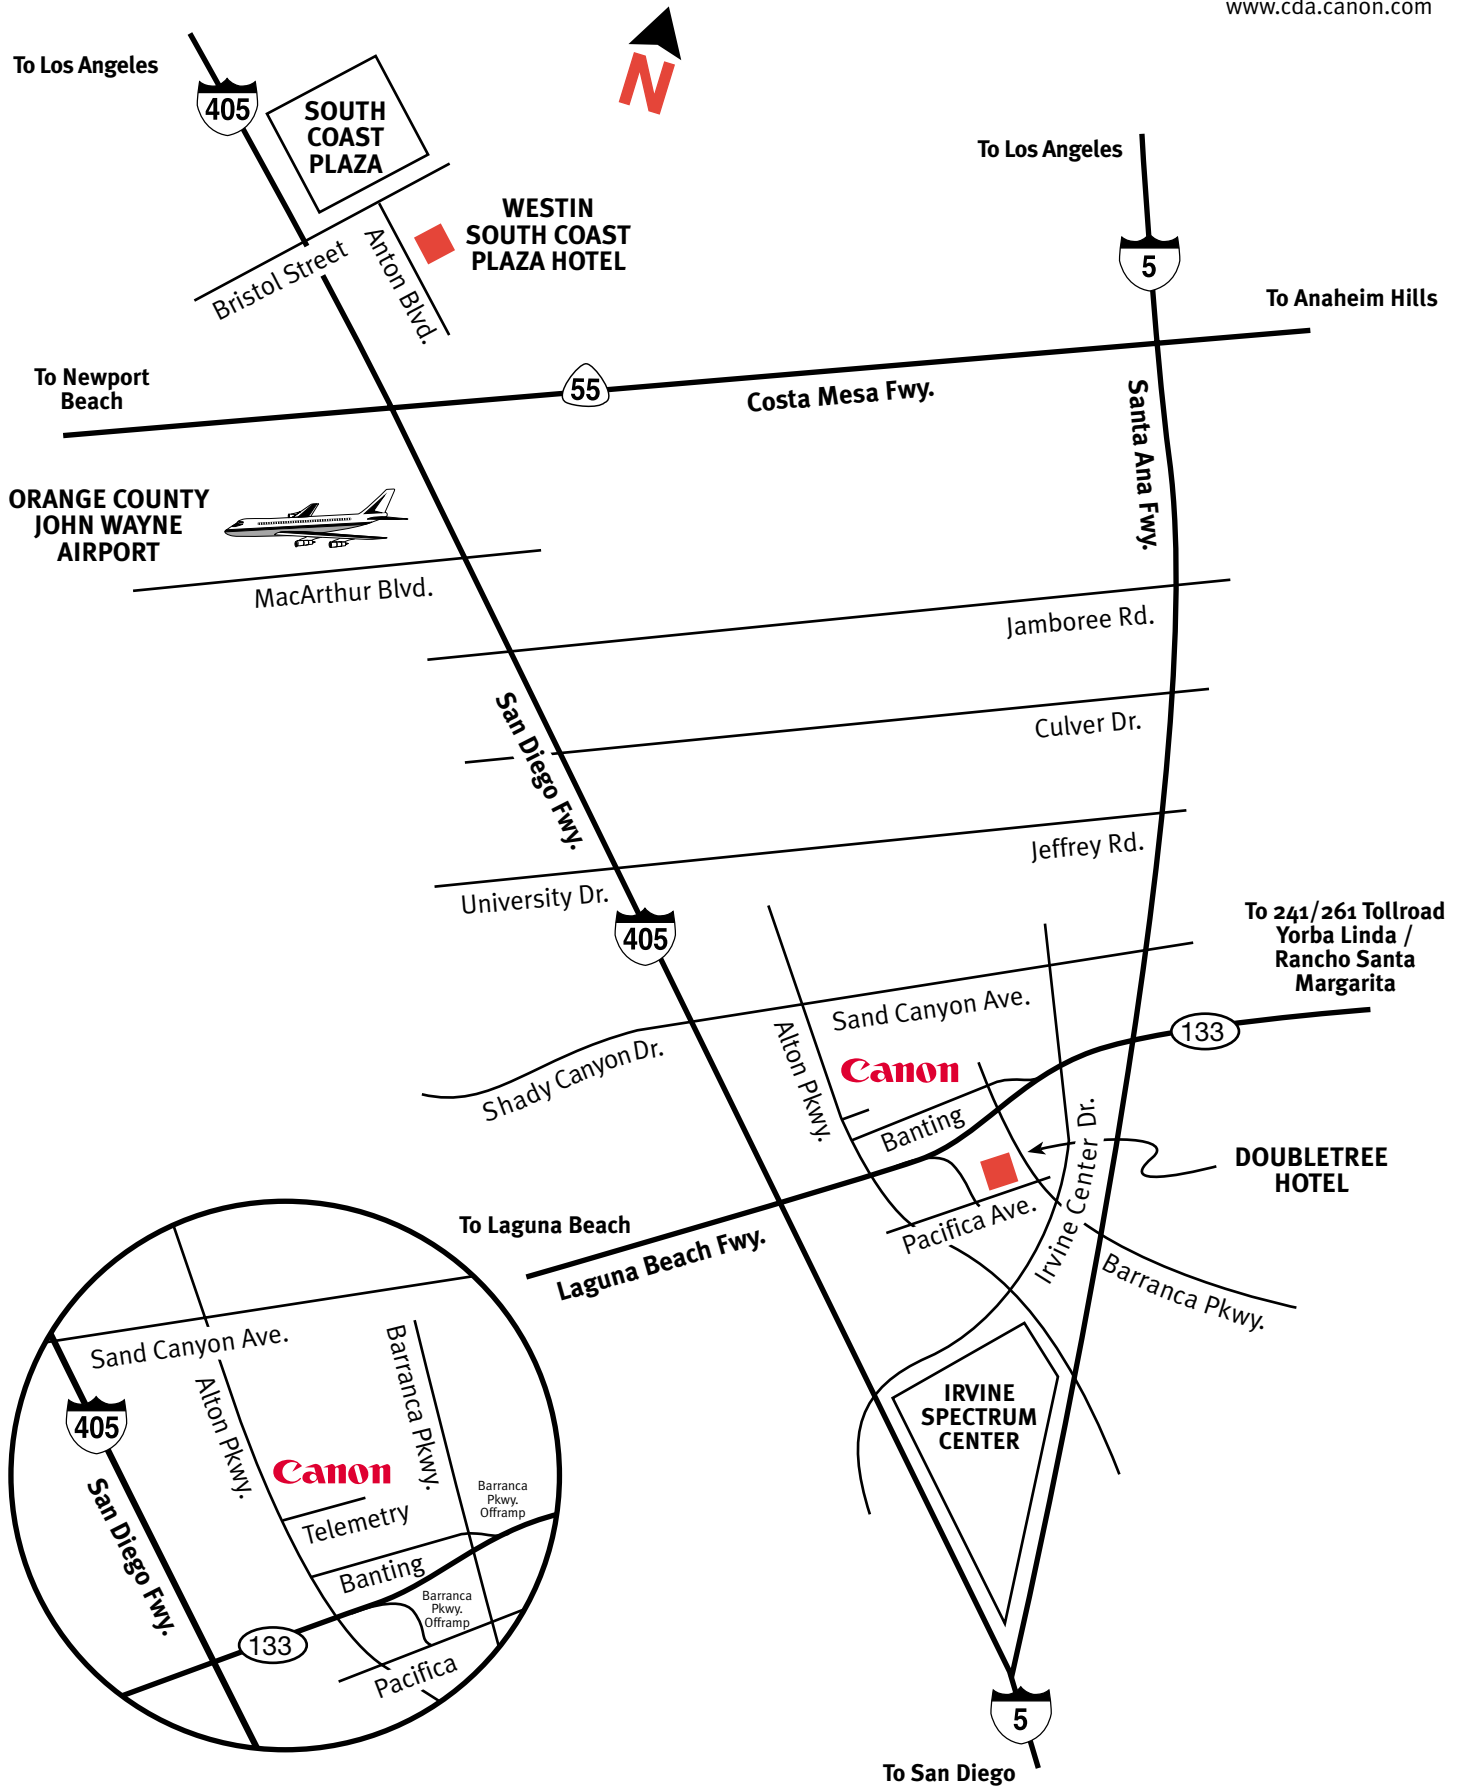 www.cda.canon.com
To Los Angeles
405
SOUTH
COAST
PLAZA
N
To Los Angeles
WESTIN
SOUTH COAST
PLAZA HOTEL
Bristol Street
Anton Blvd.
5
To Anaheim Hills
To Newport
Beach
55
Costa Mesa Fwy.
Santa Ana Fwy.
ORANGE COUNTY
JOHN WAYNE
AIRPORT
MacArthur Blvd.
Jamboree Rd.
San Diego Fwy.
Culver Dr.
Jeffrey Rd.
University Dr.
405
To 241/261 Tollroad
Yorba Linda /
Rancho Santa
Margarita
Sand Canyon Ave.
133
Shady Canyon Dr.
Alton Pkwy.
Canon
Banting
Irvine Center Dr.
DOUBLETREE
HOTEL
To Laguna Beach
Laguna Beach Fwy.
Pacifica Ave.
Barranca Pkwy.
IRVINE
SPECTRUM
CENTER
Sand Canyon Ave.
405
Alton Pkwy.
Barranca Pkwy.
Canon
San Diego Fwy.
Telemetry
Barranca
Pkwy.
Offramp
Banting
Barranca
Pkwy.
Offramp
133
Pacifica
5
To San Diego